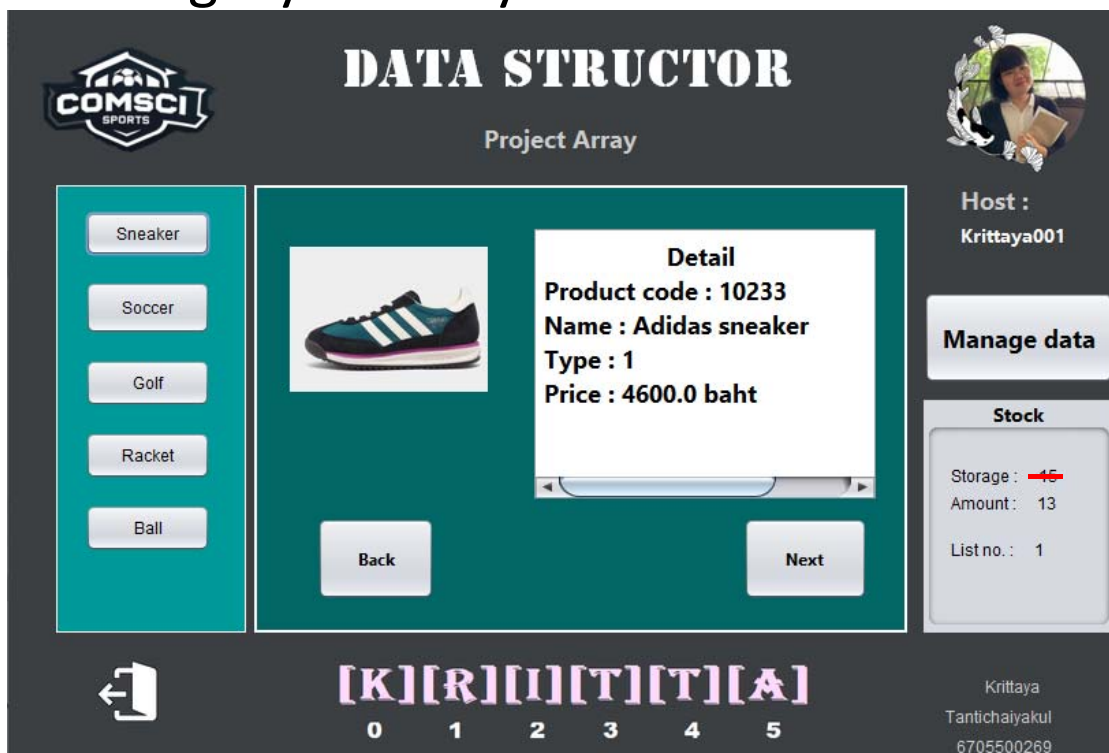 COMSCI
SPORTS
DATA STRUCTOR
Project Array
Host :
Krittaya001
Sneaker
Soccer
Golf
Racket
Ball
Detail
Product code : 10233
Name : Adidas sneaker
Type : 1
Price : 4600.0 baht
Back
Next
Manage data
Stock
Storage : 15
Amount : 13
List no. : 1
[K][R][I][T][T][A]
0 1 2 3 4 5
Krittaya
Tantichaiyakul
6705500269